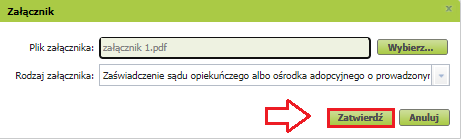 Załącznik
Plik załącznika: załącznik 1.pdf Wybierz...
Rodzaj załącznika: Zaświadczenie sądu opiekuńczego albo ośrodka adopcyjnego o prowadzonym
Zatwierdź Anuluj